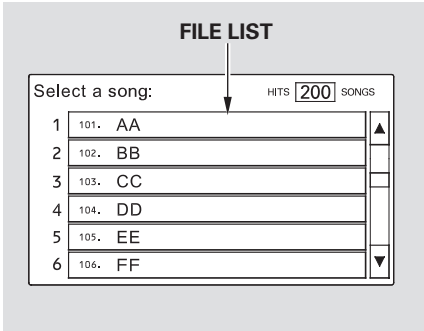 FILE LIST
Select a song: HITS 200 SONGS
1 101. AA
2 102. BB
3 103. CC
4 104. DD
5 105. EE
6 106. FF